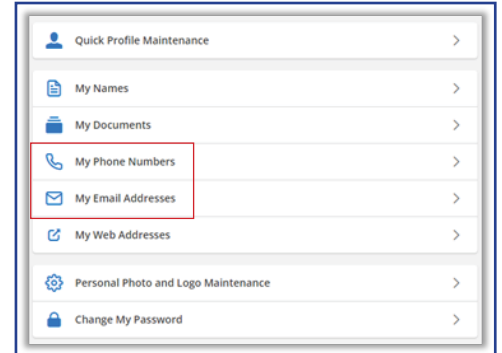 Quick Profile Maintenance
My Names
My Documents
My Phone Numbers
My Email Addresses
My Web Addresses
Personal Photo and Logo Maintenance
Change My Password